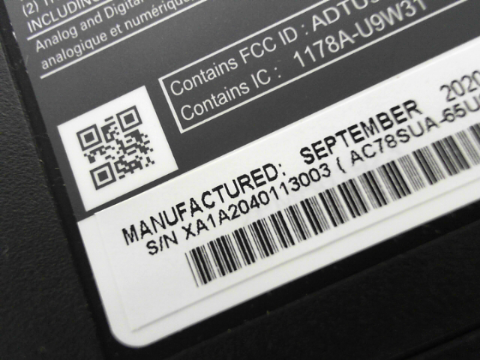 (2) T
INCLUDING
Analog and Digital
analogique et numérique
Contains FCC ID : ADTU
Contains IC : 1178A-U9W31
MANUFACTURED: SEPTEMBER 2020
S/N XA1A2040113003 ( AC78SUA-65U